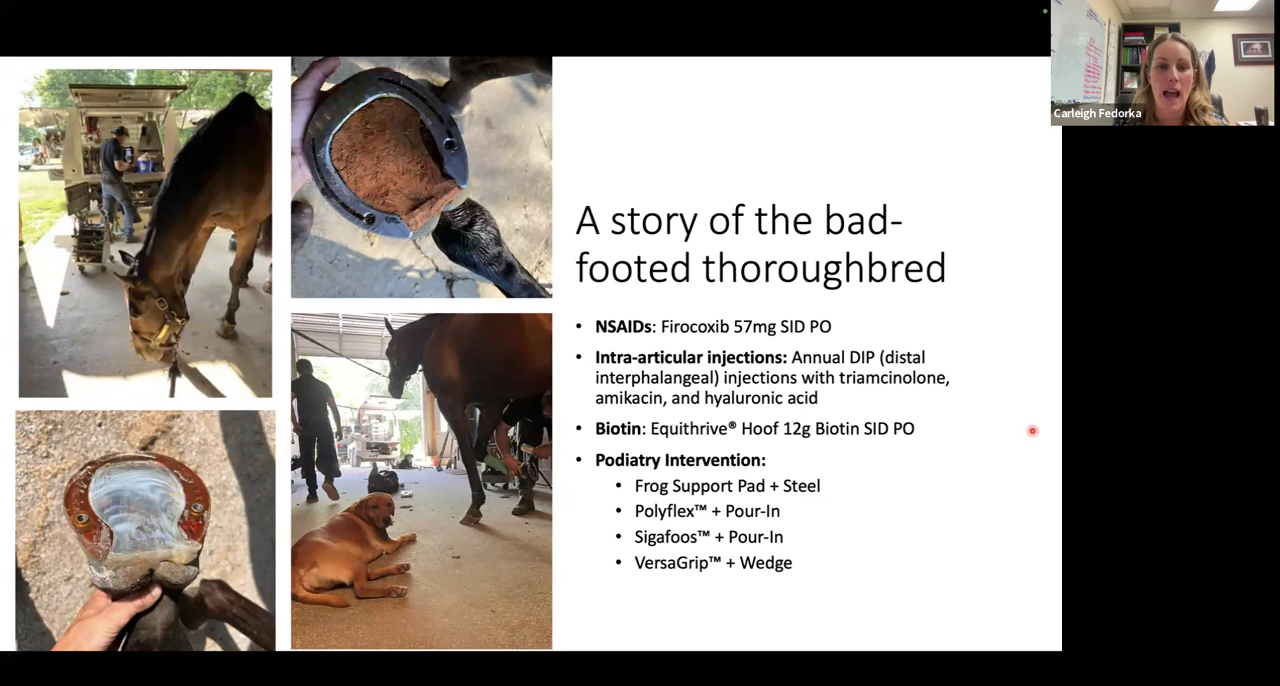 Carleigh Fedorka
A story of the bad-
footed thoroughbred
• NSAIDs: Firocoxib 57mg SID PO
• Intra-articular injections: Annual DIP (distal
interphalangeal) injections with triamcinolone,
amikacin, and hyaluronic acid
• Biotin: Equithrive® Hoof 12g Biotin SID PO
• Podiatry Intervention:
• Frog Support Pad + Steel
• Polyflex™ + Pour-In
• Sigafoos™ + Pour-In
• VersaGrip™ + Wedge